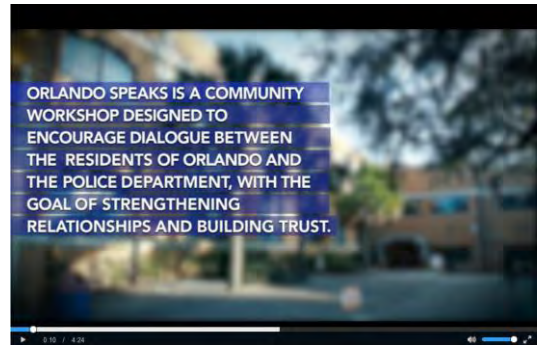 ORLANDO SPEAKS IS A COMMUNITY
WORKSHOP DESIGNED TO
ENCOURAGE DIALOGUE BETWEEN
THE RESIDENTS OF ORLANDO AND
THE POLICE DEPARTMENT, WITH THE
GOAL OF STRENGTHENING
RELATIONSHIPS AND BUILDING TRUST.
0:10 / 4:24